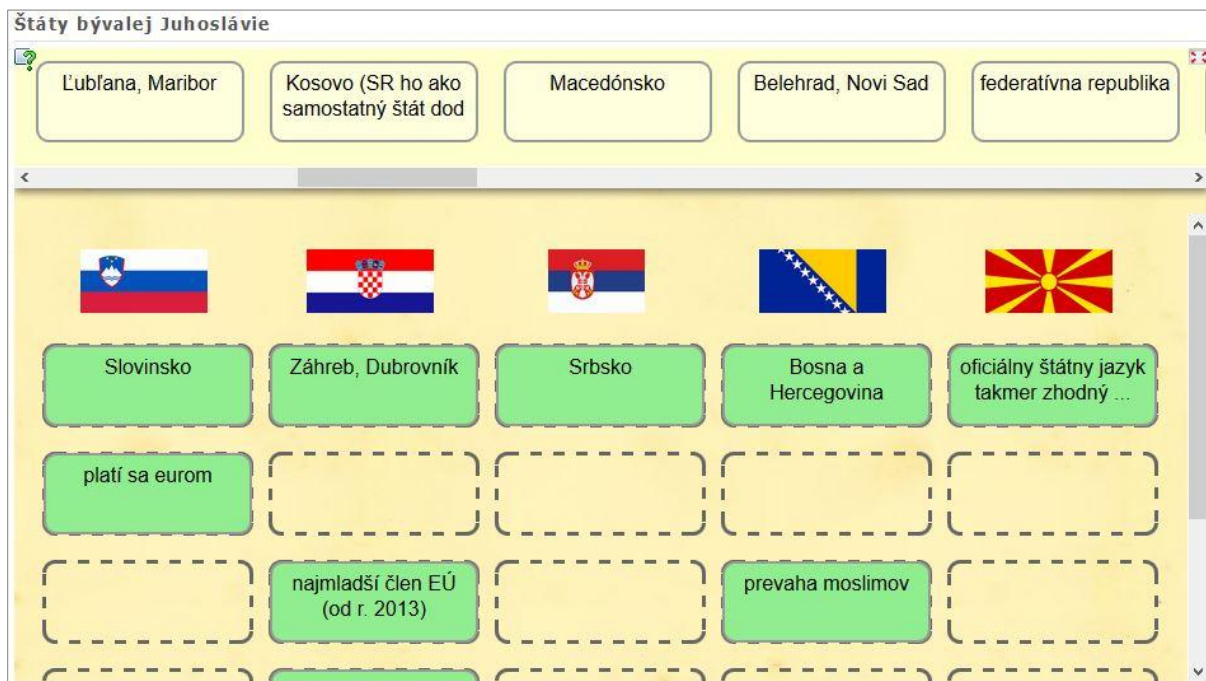 Štáty bývalej Juhoslávie
Ľubľana, Maribor
Kosovo (SR ho ako
samostatný štát dod
Macedónsko
Belehrad, Novi Sad
federatívna republika
Slovinsko
Záhreb, Dubrovník
Srbsko
Bosna a
Hercegovina
oficiálny štátny jazyk
takmer zhodný ...
platí sa eurom
najmladší člen EÚ
(od r. 2013)
prevaha moslimov